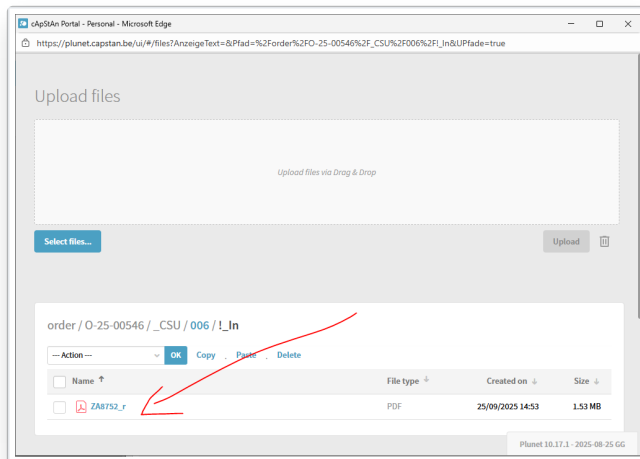 cApStAn Portal - Personal - Microsoft Edge
https://plunet.capstan.be/ui/#/files?AnzeigeText=&Pfad=%2Forder%2FO-25-00546%2F_CSU%2F006%2F!_In&UPfade=true
Upload files
Upload files via Drag & Drop
Select files...
Upload
order / O-25-00546 / _CSU / 006 / !_In
--- Action --- OK Copy . Paste . Delete
Name File type Created on Size
ZA8752_r PDF 25/09/2025 14:53 1.53 MB
Plunet 10.17.1 - 2025-08-25 GG